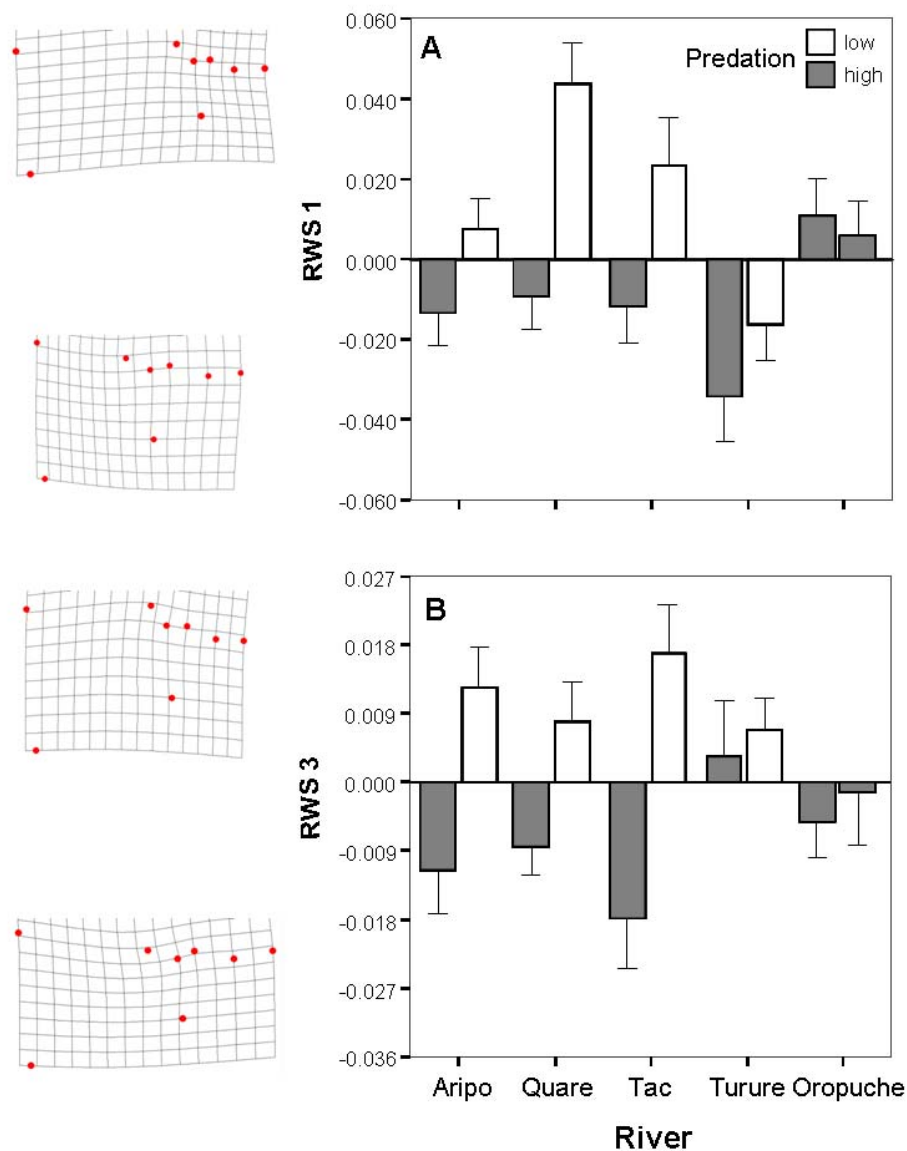 A
Predation
low
high
0.060
0.040
0.020
0.000
-0.020
-0.040
-0.060
RWS 1
B
0.027
0.018
0.009
0.000
-0.009
-0.018
-0.027
-0.036
RWS 3
Aripo Quare Tac Turure Oropuche
River